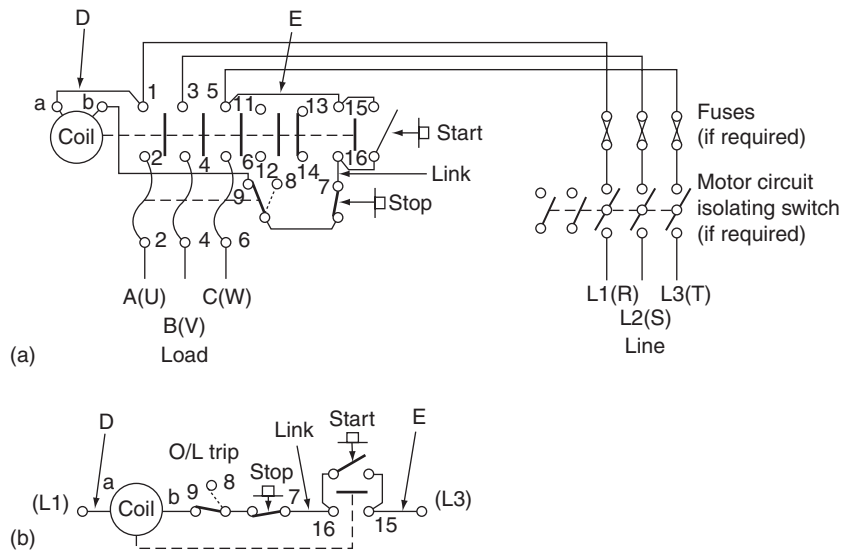 D
E
1
3
5
a
b
11
13
15
Coil
Start
Fuses
(if required)
2
4
6
12
14
16
Link
9
8
7
Stop
Motor circuit
isolating switch
(if required)
2
4
6
A(U)
C(W)
B(V)
Load
L1(R)
L3(T)
L2(S)
Line
(a)
D
Start
E
O/L trip
Link
Stop
a
b
9
8
7
(L1)
Coil
16
15
(L3)
(b)